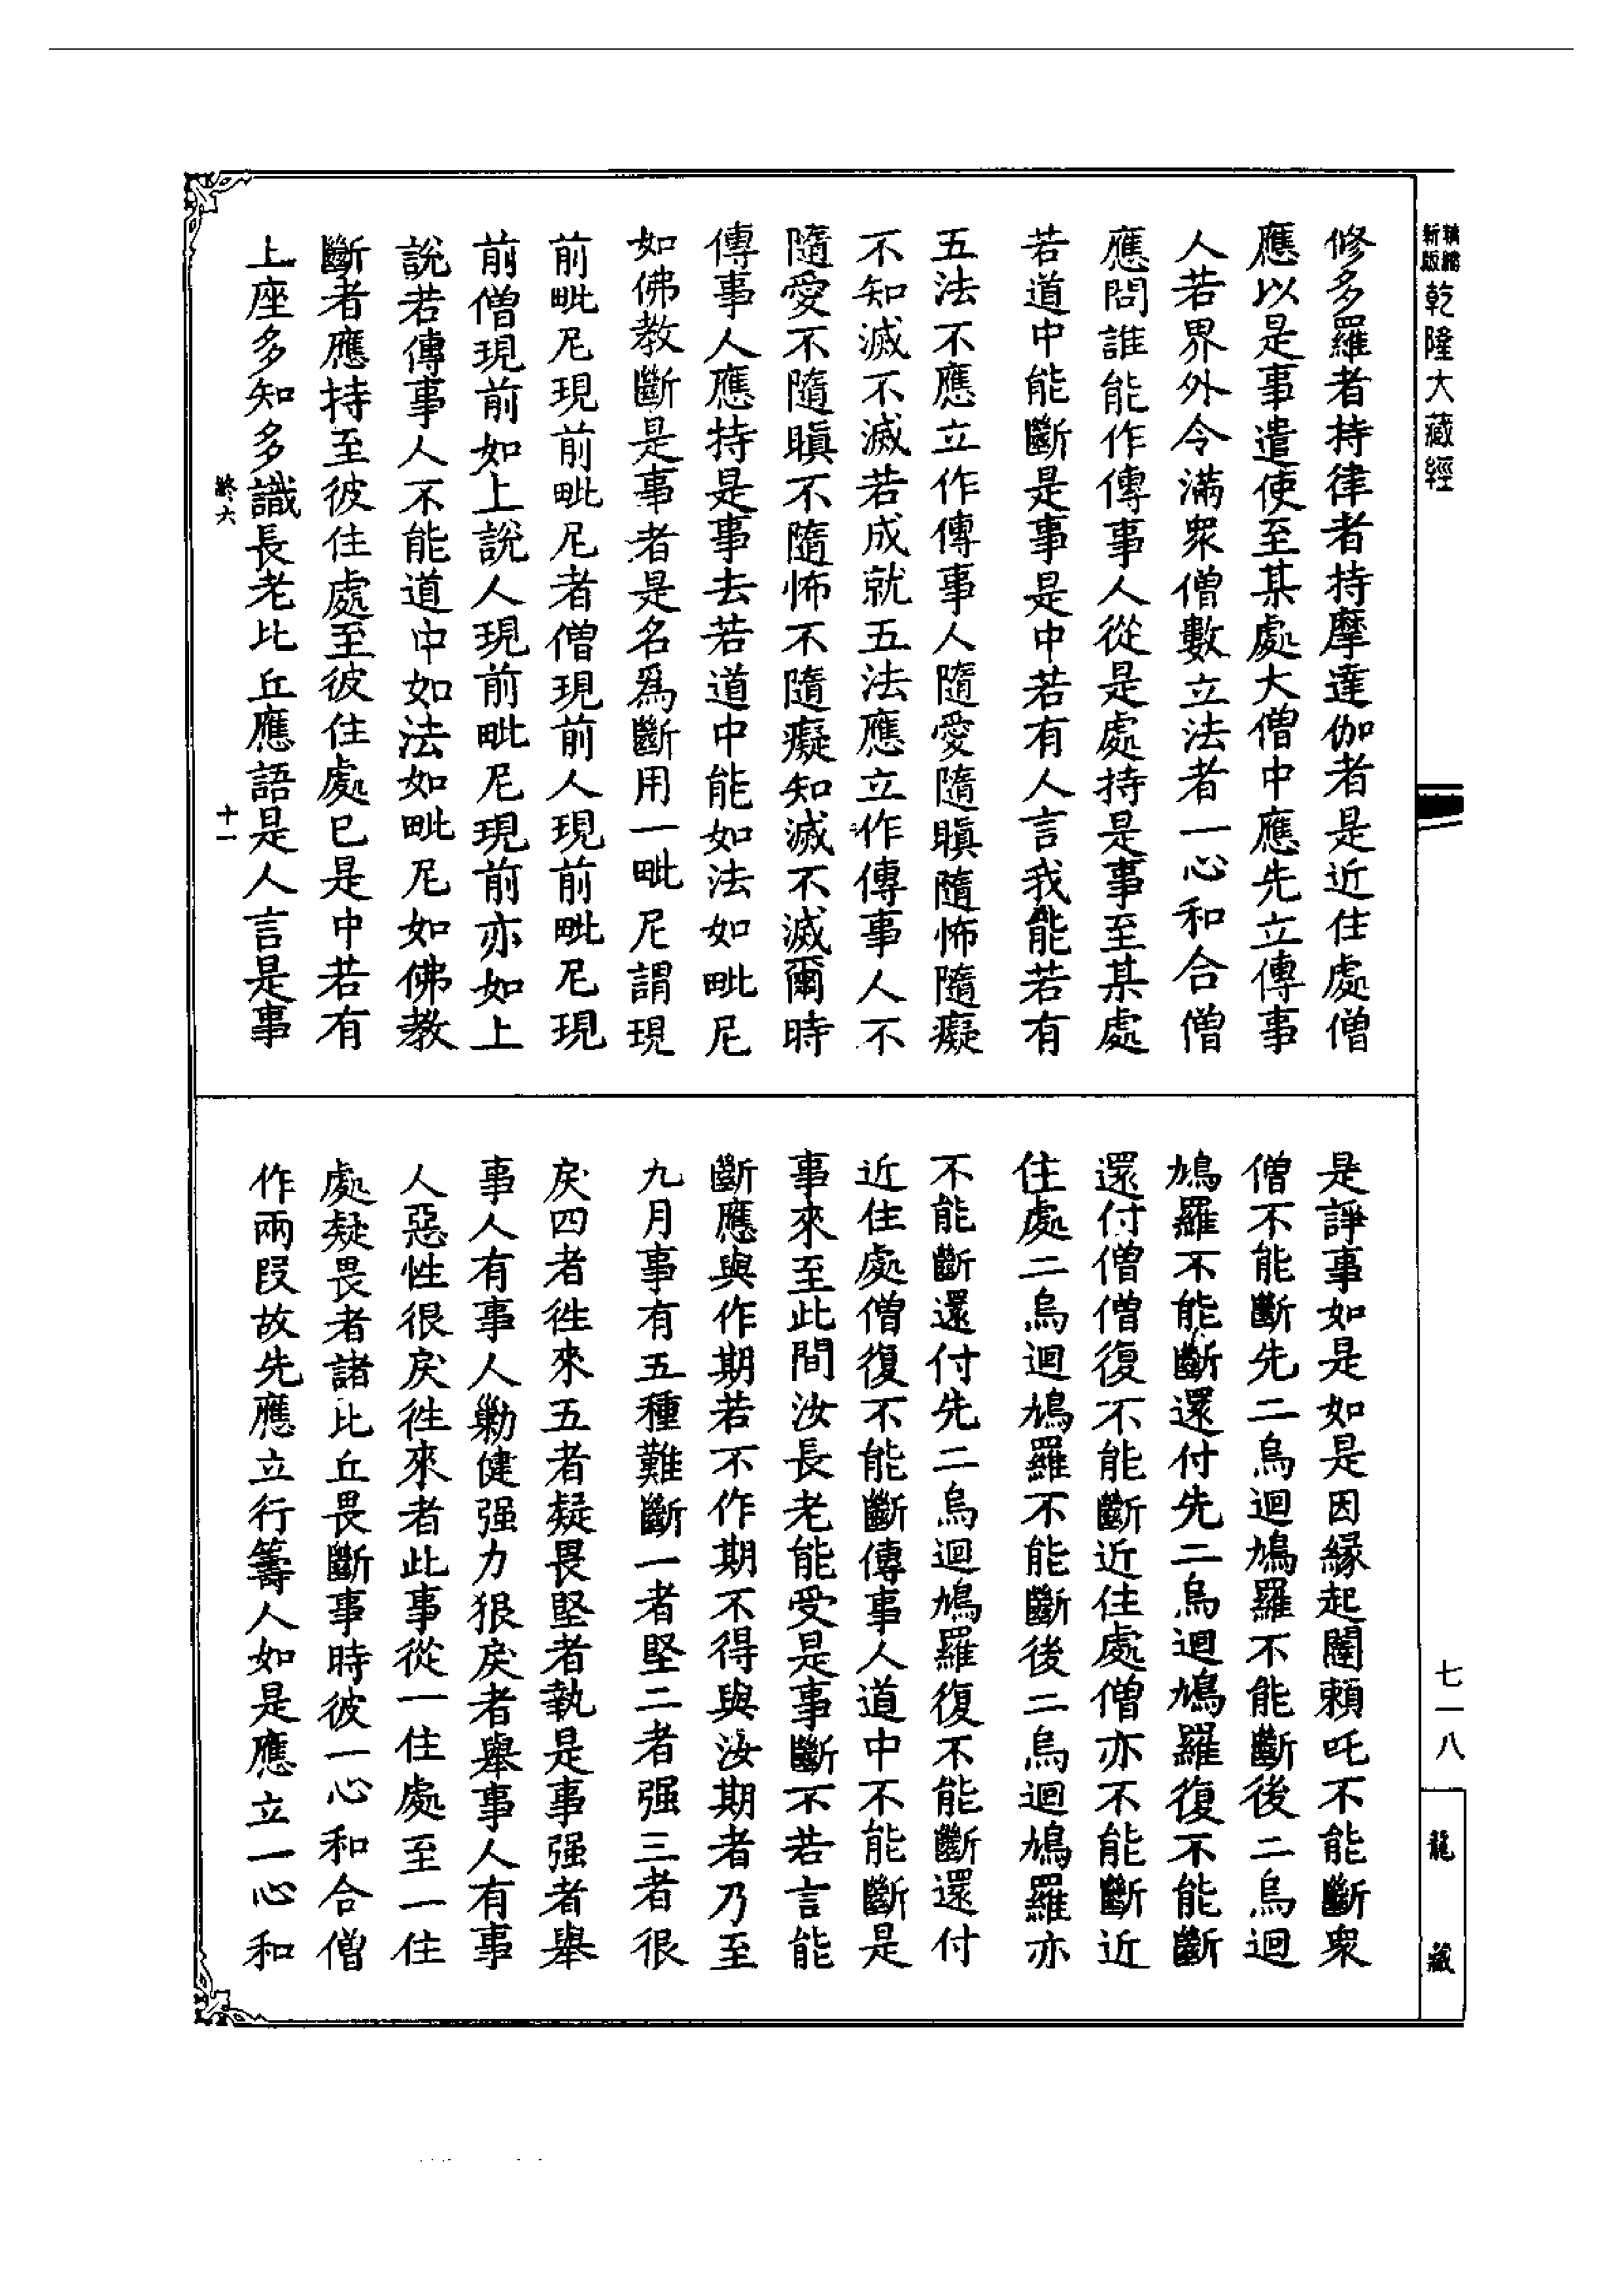 新編
新版
乾隆大藏經
修多羅者持律者持摩達伽者是近住處僧
應以是事遣使至某處大僧中應先立傳事
人若界外令滿衆僧數立法者一心和合僧
應問誰能作傳事人從是處持是事至某處
若道中能斷是事是中若有人言我能若有
五法不應立作傳事人隨愛隨瞋隨怖隨癡
不知滅不滅若成就五法應立作傳事人不
隨愛不隨瞋不隨怖不隨癡知滅不滅爾時
傳事人應持是事去若道中能如法如毗尼
如佛教斷是事者是名爲斷用一毗尼謂現
前毗尼現前毗尼者僧現前人現前毗尼現
前僧現前如上說人現前毗尼現前亦如上
說若傳事人不能道中如法如毗尼如佛教
斷者應持至彼住處至彼住處已是中若有
上座多知多識長老比丘應語是人言是事
終六
十一
是諍事如是如是因緣起闥賴吒不能斷衆
僧不能斷先二烏迴鳩羅不能斷後二烏迴
鳩羅不能斷還付先二烏迴鳩羅復不能斷
還付僧僧復不能斷近住處僧亦不能斷近
住處二烏迴鳩羅不能斷後二烏迴鳩羅亦
不能斷還付先二烏迴鳩羅復不能斷還付
近住處僧復不能斷傳事人道中不能斷是
事來至此間汝長老能受是事斷不若言能
斷應與作期若不作期不得與汝期者乃至
九月事有五種難斷一者堅二者强三者很
戾四者徃來五者疑畏堅者執是事强者舉
事人有事人勦健强力狠戾者舉事人有事
人惡性很戾徃來者此事從一住處至一住
處疑畏者諸比丘畏斷事時彼一心和合僧
作兩段故先應立行籌人如是應立一心和
七一八
龍藏